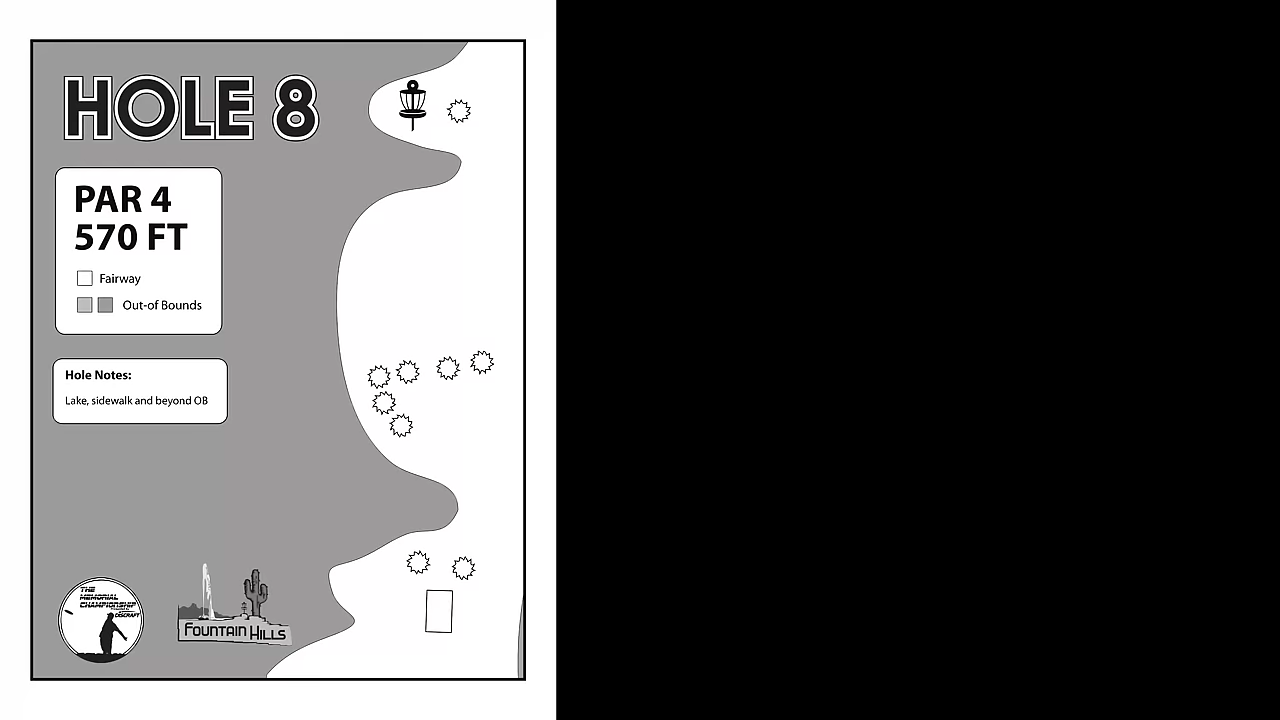 HOLE 8
PAR 4
570 FT
Fairway
Out-of Bounds
Hole Notes:
Lake, sidewalk and beyond OB
THE
MEMORIAL
CHAMPIONSHIP
DISCRAFT
FOUNTAIN HILLS